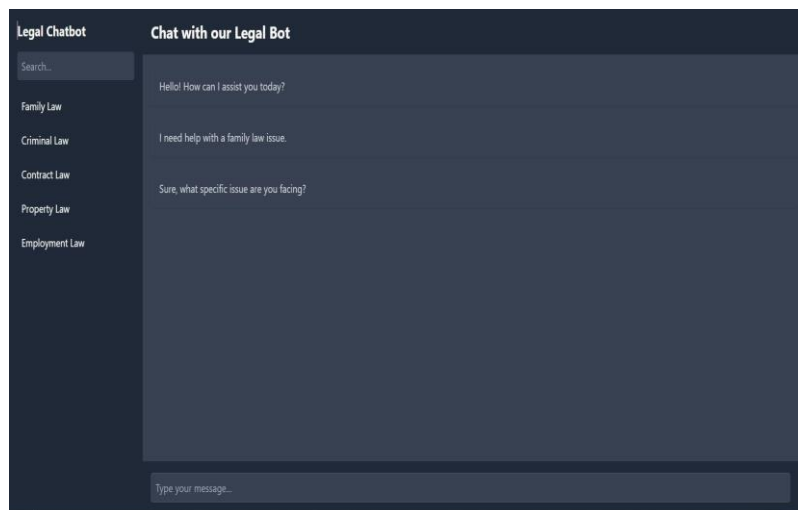 Legal Chatbot
Search...
Family Law
Criminal Law
Contract Law
Property Law
Employment Law
Chat with our Legal Bot
Hello! How can I assist you today?
I need help with a family law issue.
Sure, what specific issue are you facing?
Type your message...